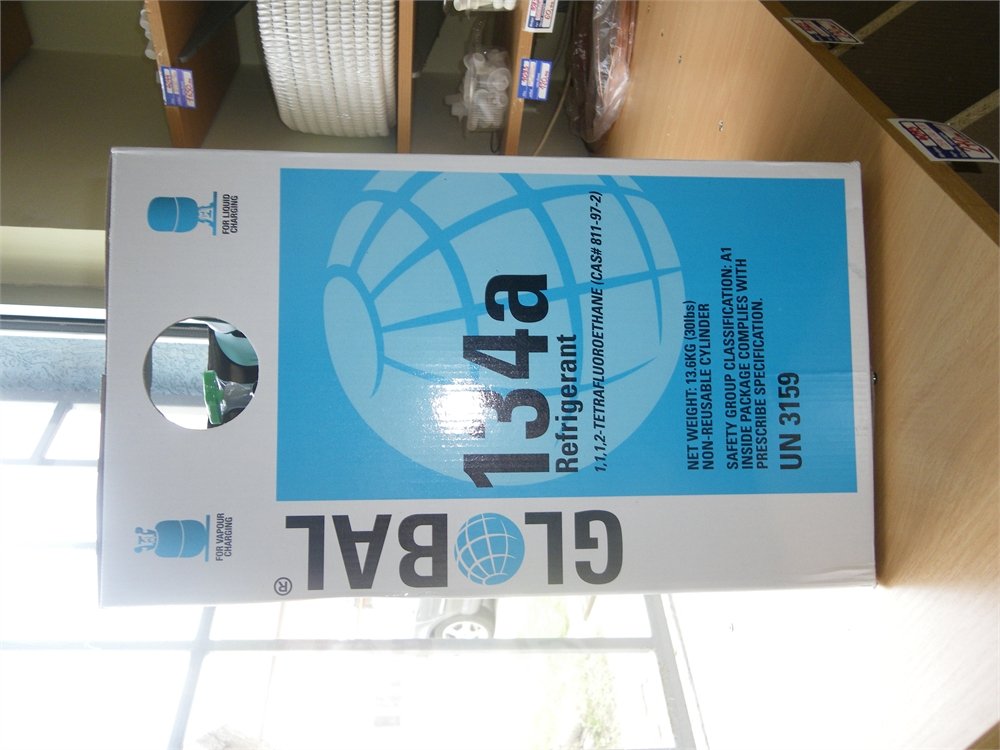 GLOBAL®
134a
Refrigerant
1,1,1,2-TETRAFLUOROETHANE (CAS# 811-97-2)
NET WEIGHT: 13.6KG (30lbs)
NON-REUSABLE CYLINDER
SAFETY GROUP CLASSIFICATION: A1
INSIDE PACKAGE COMPLIES WITH
PRESCRIBE SPECIFICATION.
UN 3159
FOR VAPOUR
CHARGING
FOR LIQUID
CHARGING